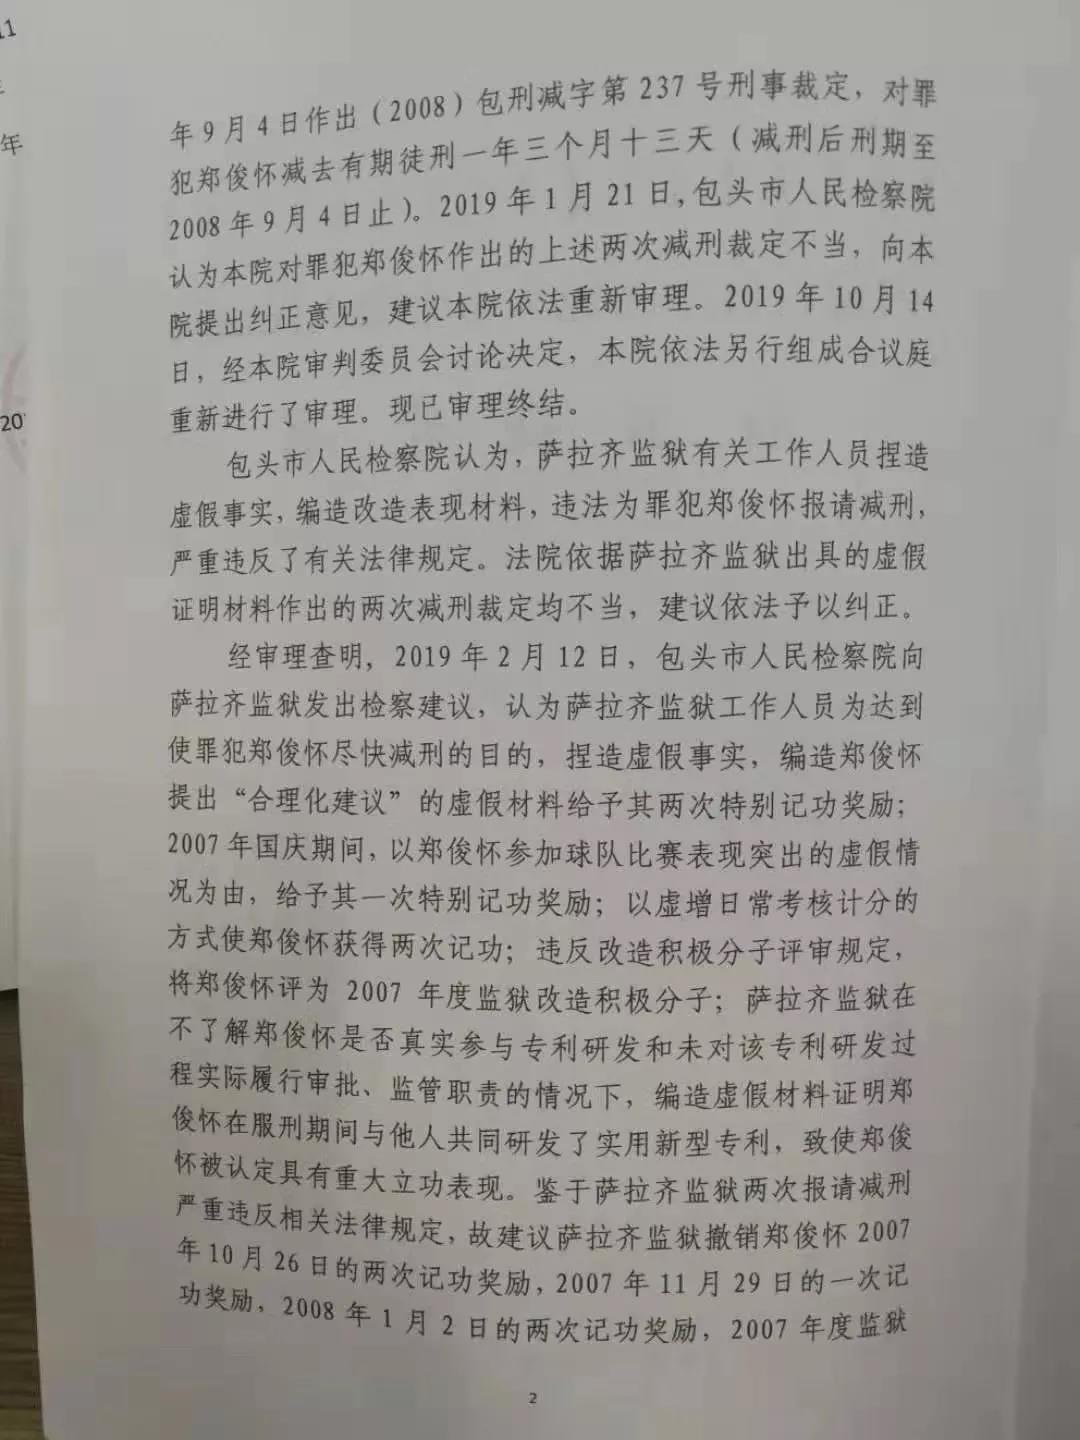 11
年
20
年9月4日作出（2008）包刑减字第237号刑事裁定，对罪
犯郑俊怀减去有期徒刑一年三个月十三天（减刑后刑期至
2008年9月4日止）。2019年1月21日，包头市人民检察院
认为本院对罪犯郑俊怀作出的上述两次减刑裁定不当，向本
院提出纠正意见，建议本院依法重新审理。2019年10月14
日，经本院审判委员会讨论决定，本院依法另行组成合议庭
重新进行了审理。现已审理终结。
包头市人民检察院认为，萨拉齐监狱有关工作人员捏造
虚假事实，编造改造表现材料，违法为罪犯郑俊怀报请减刑，
严重违反了有关法律规定。法院依据萨拉齐监狱出具的虚假
证明材料作出的两次减刑裁定均不当，建议依法予以纠正。
经审理查明，2019年2月12日，包头市人民检察院向
萨拉齐监狱发出检察建议，认为萨拉齐监狱工作人员为达到
使罪犯郑俊怀尽快减刑的目的，捏造虚假事实，编造郑俊怀
提出“合理化建议”的虚假材料给予其两次特别记功奖励；
2007年国庆期间，以郑俊怀参加球队比赛表现突出的虚假情
况为由，给予其一次特别记功奖励；以虚增日常考核计分的
方式使郑俊怀获得两次记功；违反改造积极分子评审规定，
将郑俊怀评为2007年度监狱改造积极分子；萨拉齐监狱在
不了解郑俊怀是否真实参与专利研发和未对该专利研发过
程实际履行审批、监管职责的情况下，编造虚假材料证明郑
俊怀在服刑期间与他人共同研发了实用新型专利，致使郑俊
怀被认定具有重大立功表现。鉴于萨拉齐监狱两次报请减刑
严重违反相关法律规定，故建议萨拉齐监狱撤销郑俊怀2007
年10月26日的两次记功奖励，2007年11月29日的一次记
功奖励，2008年1月2日的两次记功奖励，2007年度监狱
2